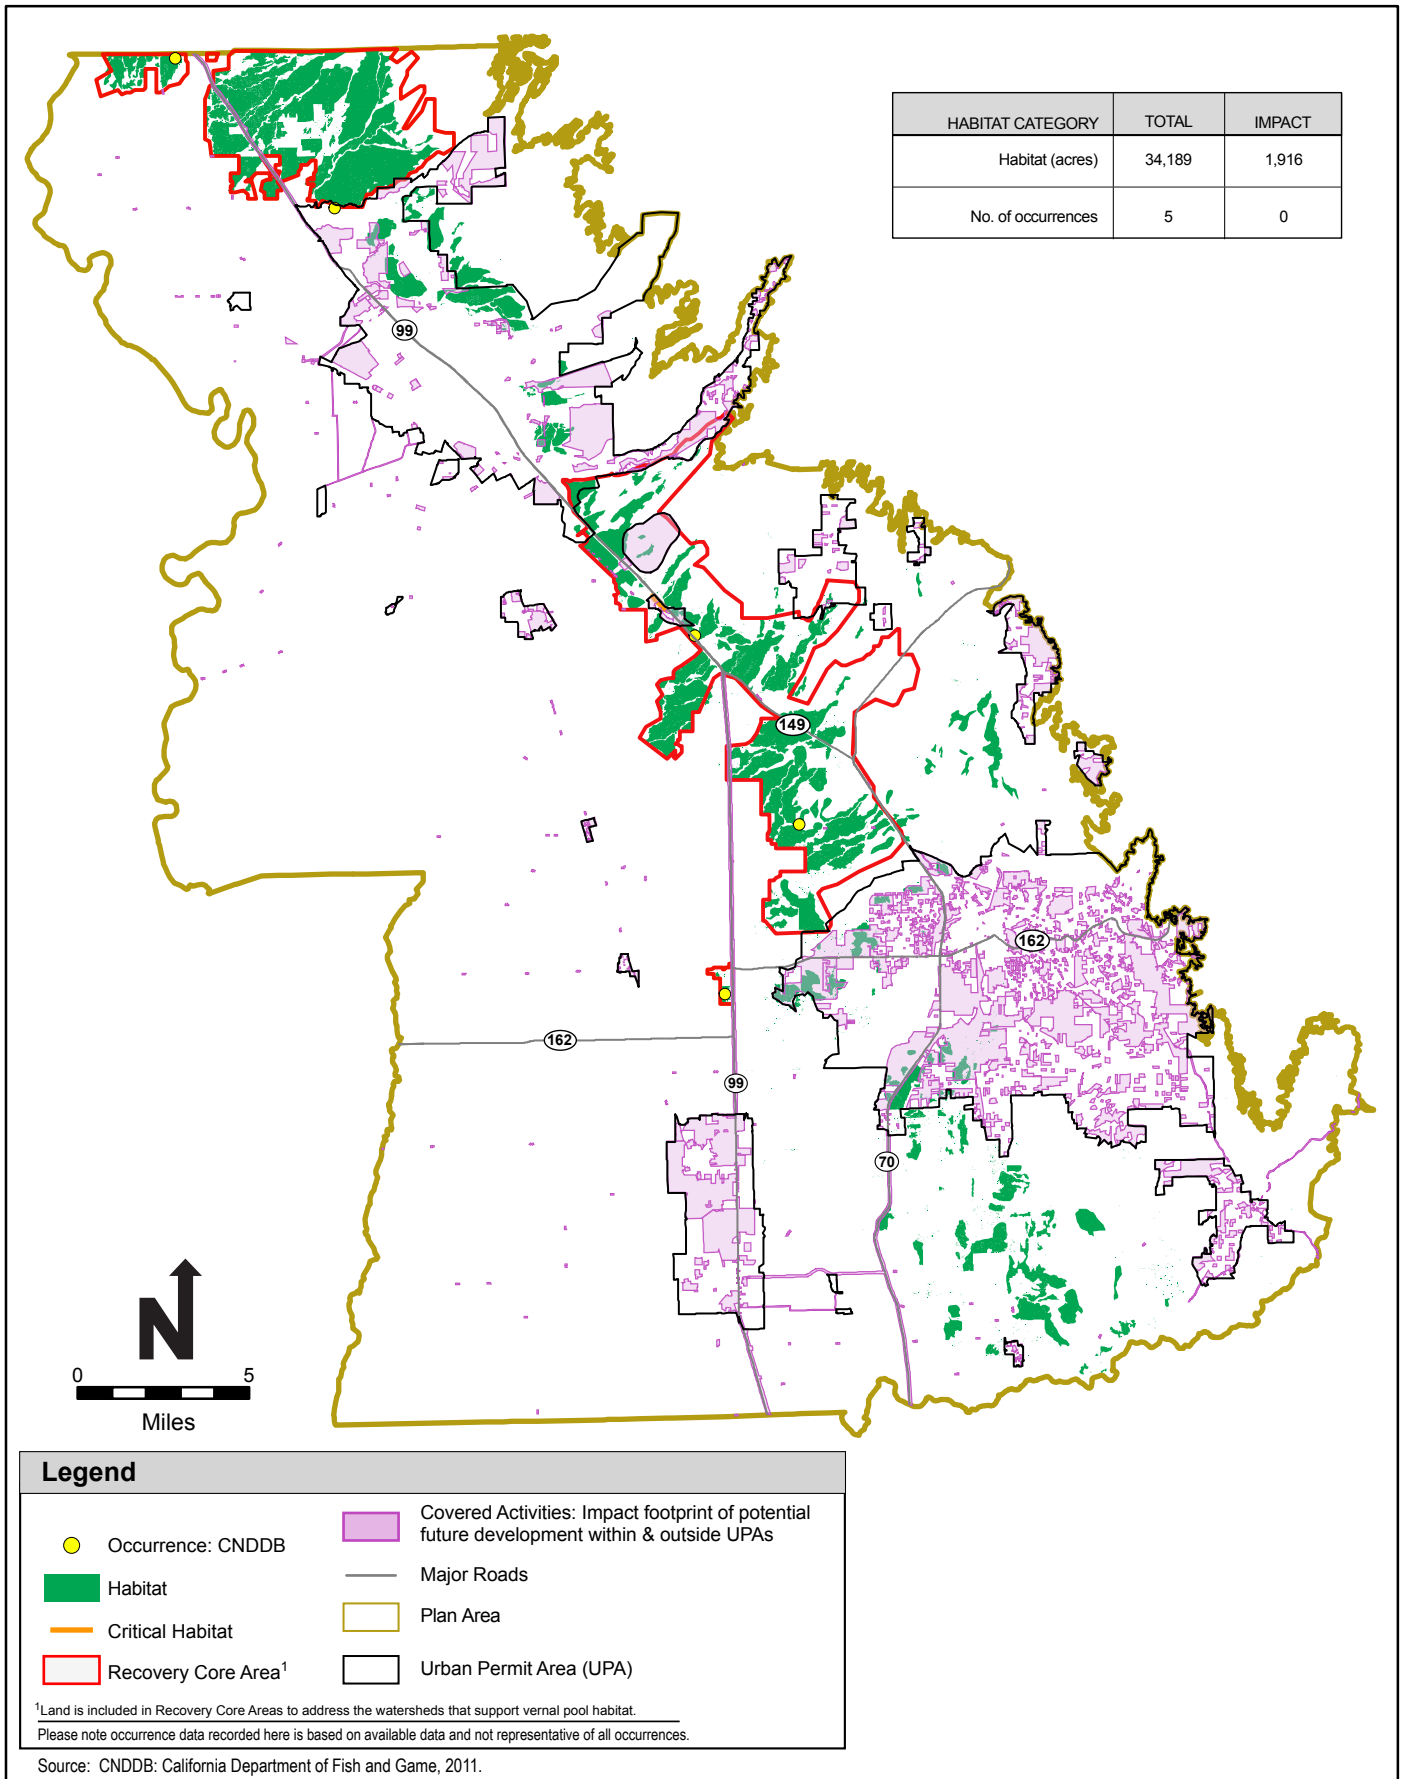 HABITAT CATEGORY TOTAL IMPACT
Habitat (acres) 34,189 1,916
No. of occurrences 5 0
99
149
162
162
99
70
N
0 5
Miles
Legend
Occurrence: CNDDB
Habitat
Critical Habitat
Recovery Core Area¹
Covered Activities: Impact footprint of potential
future development within & outside UPAs
Major Roads
Plan Area
Urban Permit Area (UPA)
¹Land is included in Recovery Core Areas to address the watersheds that support vernal pool habitat.
Please note occurrence data recorded here is based on available data and not representative of all occurrences.
Source: CNDDB: California Department of Fish and Game, 2011.